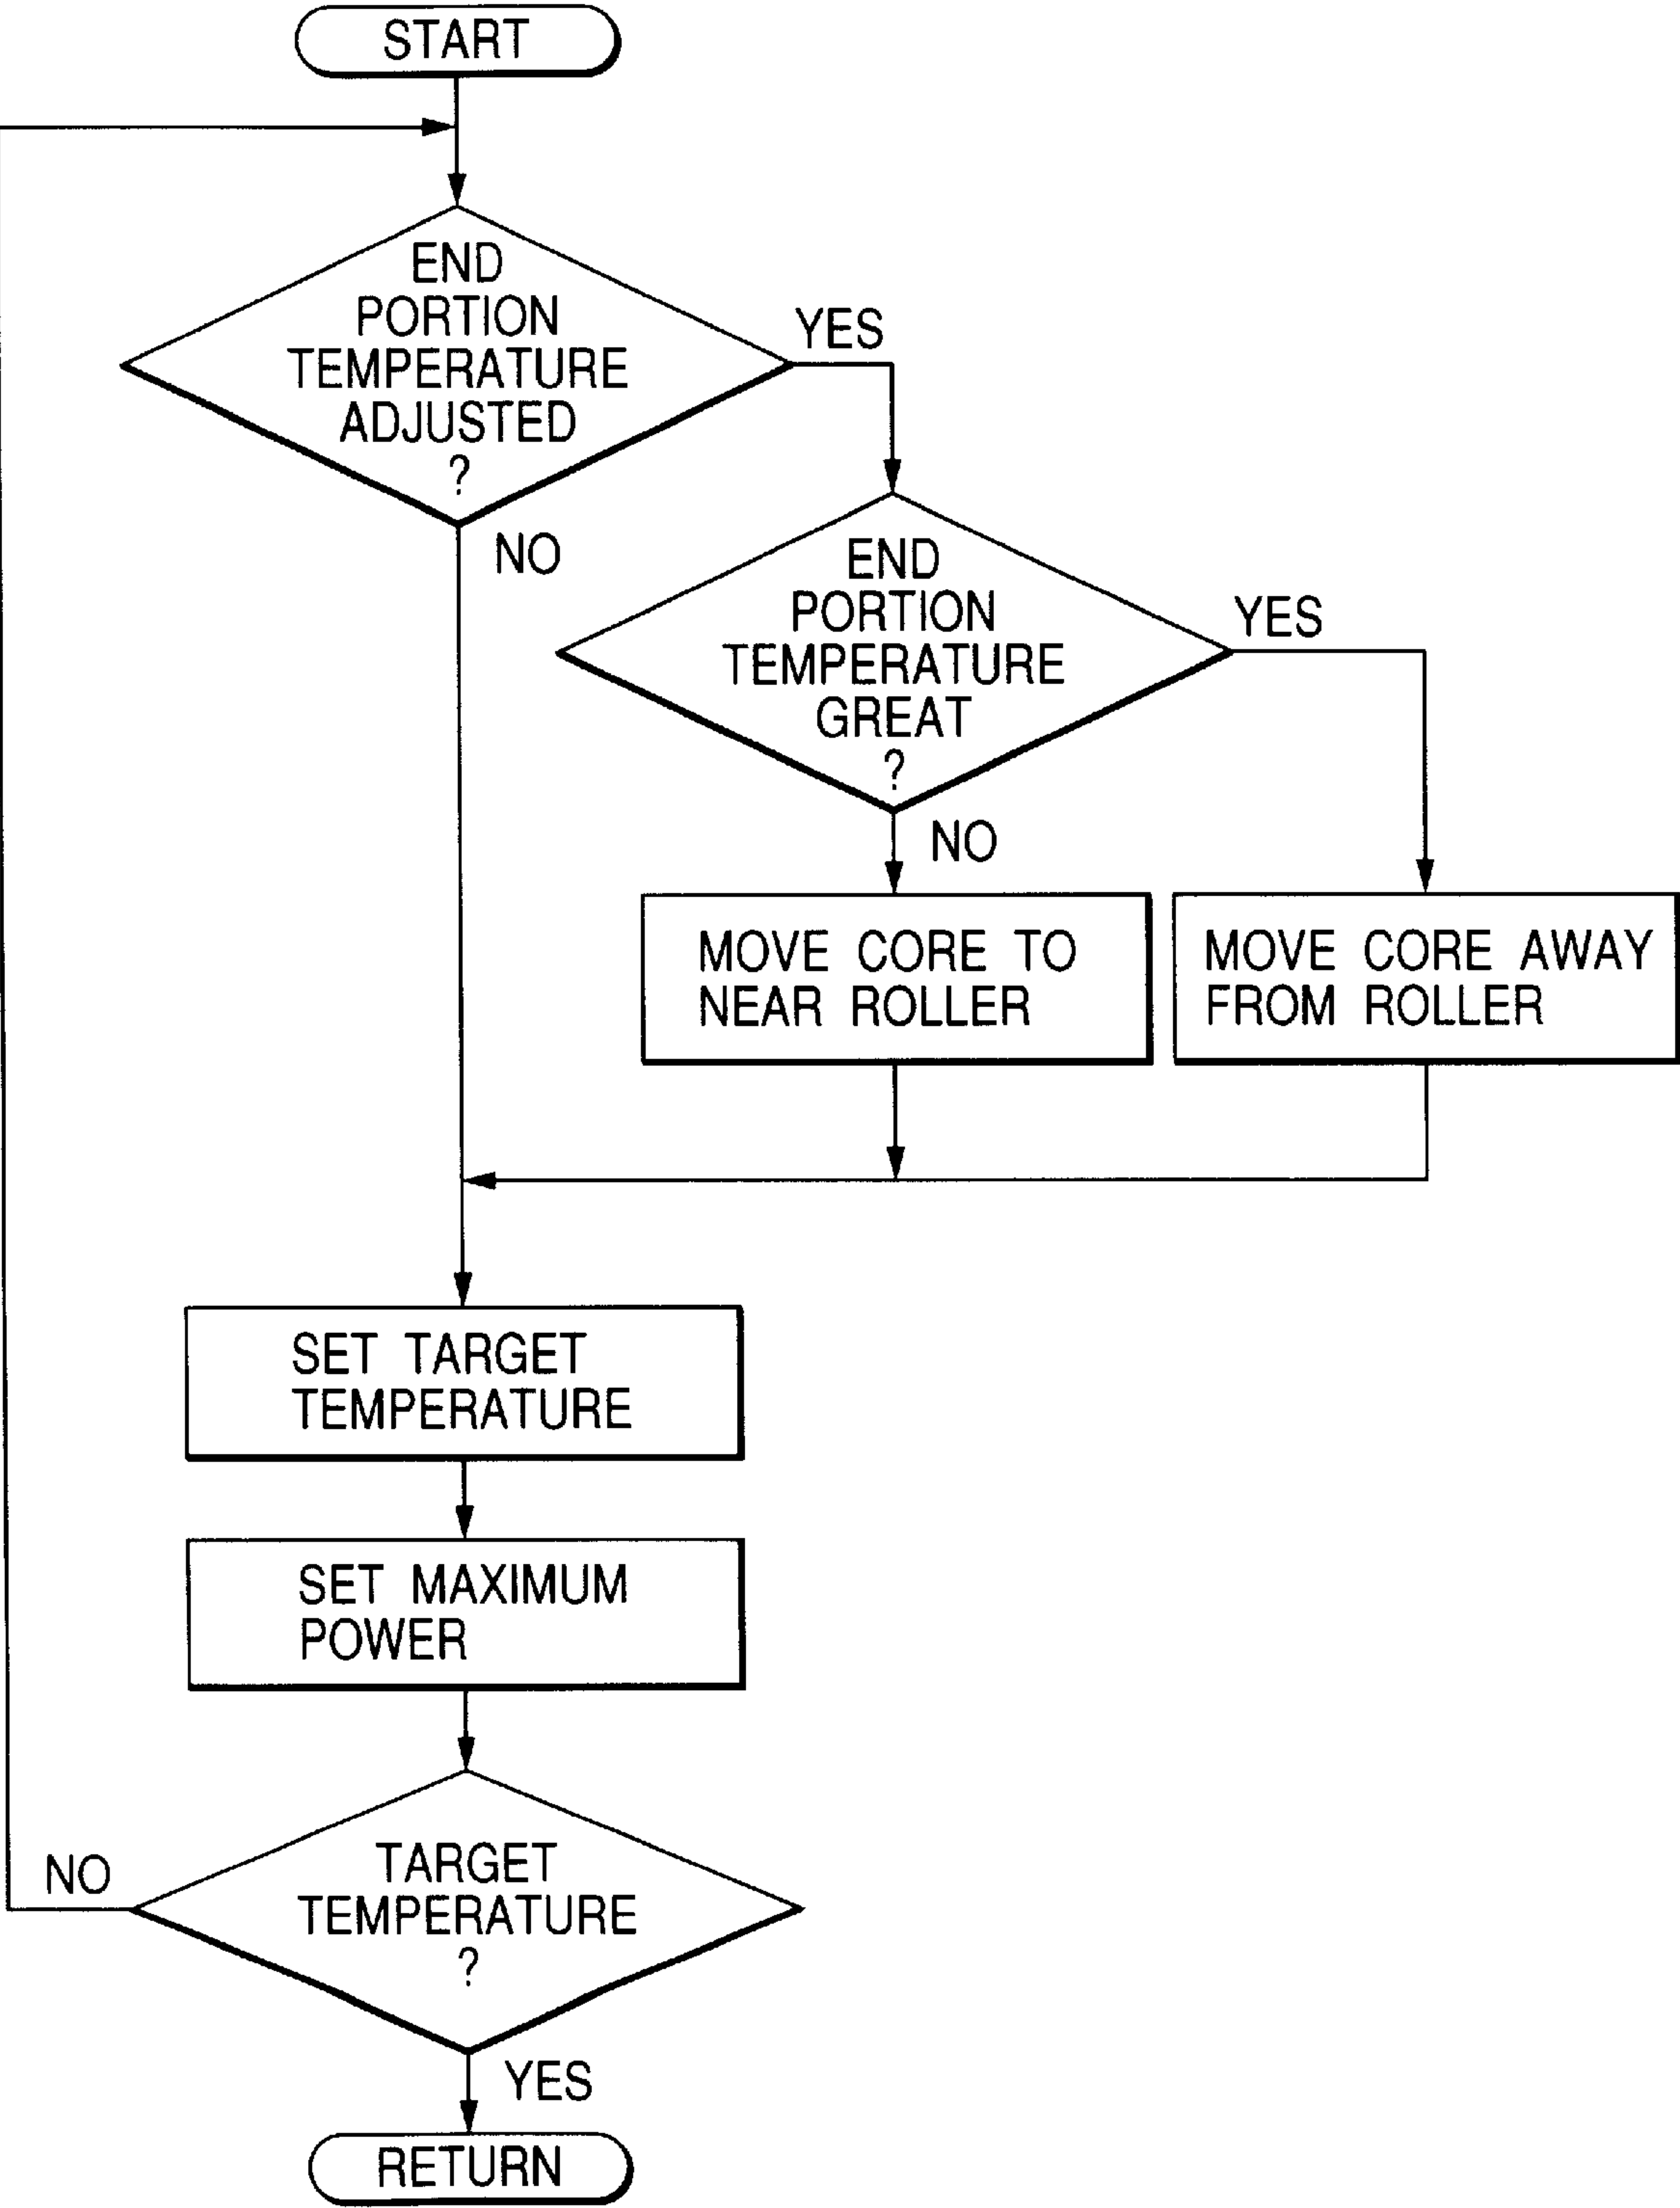 START
END
PORTION
TEMPERATURE
ADJUSTED
?
YES
NO
END
PORTION
TEMPERATURE
GREAT
?
YES
NO
MOVE CORE TO
NEAR ROLLER
MOVE CORE AWAY
FROM ROLLER
SET TARGET
TEMPERATURE
SET MAXIMUM
POWER
TARGET
TEMPERATURE
?
NO
YES
RETURN